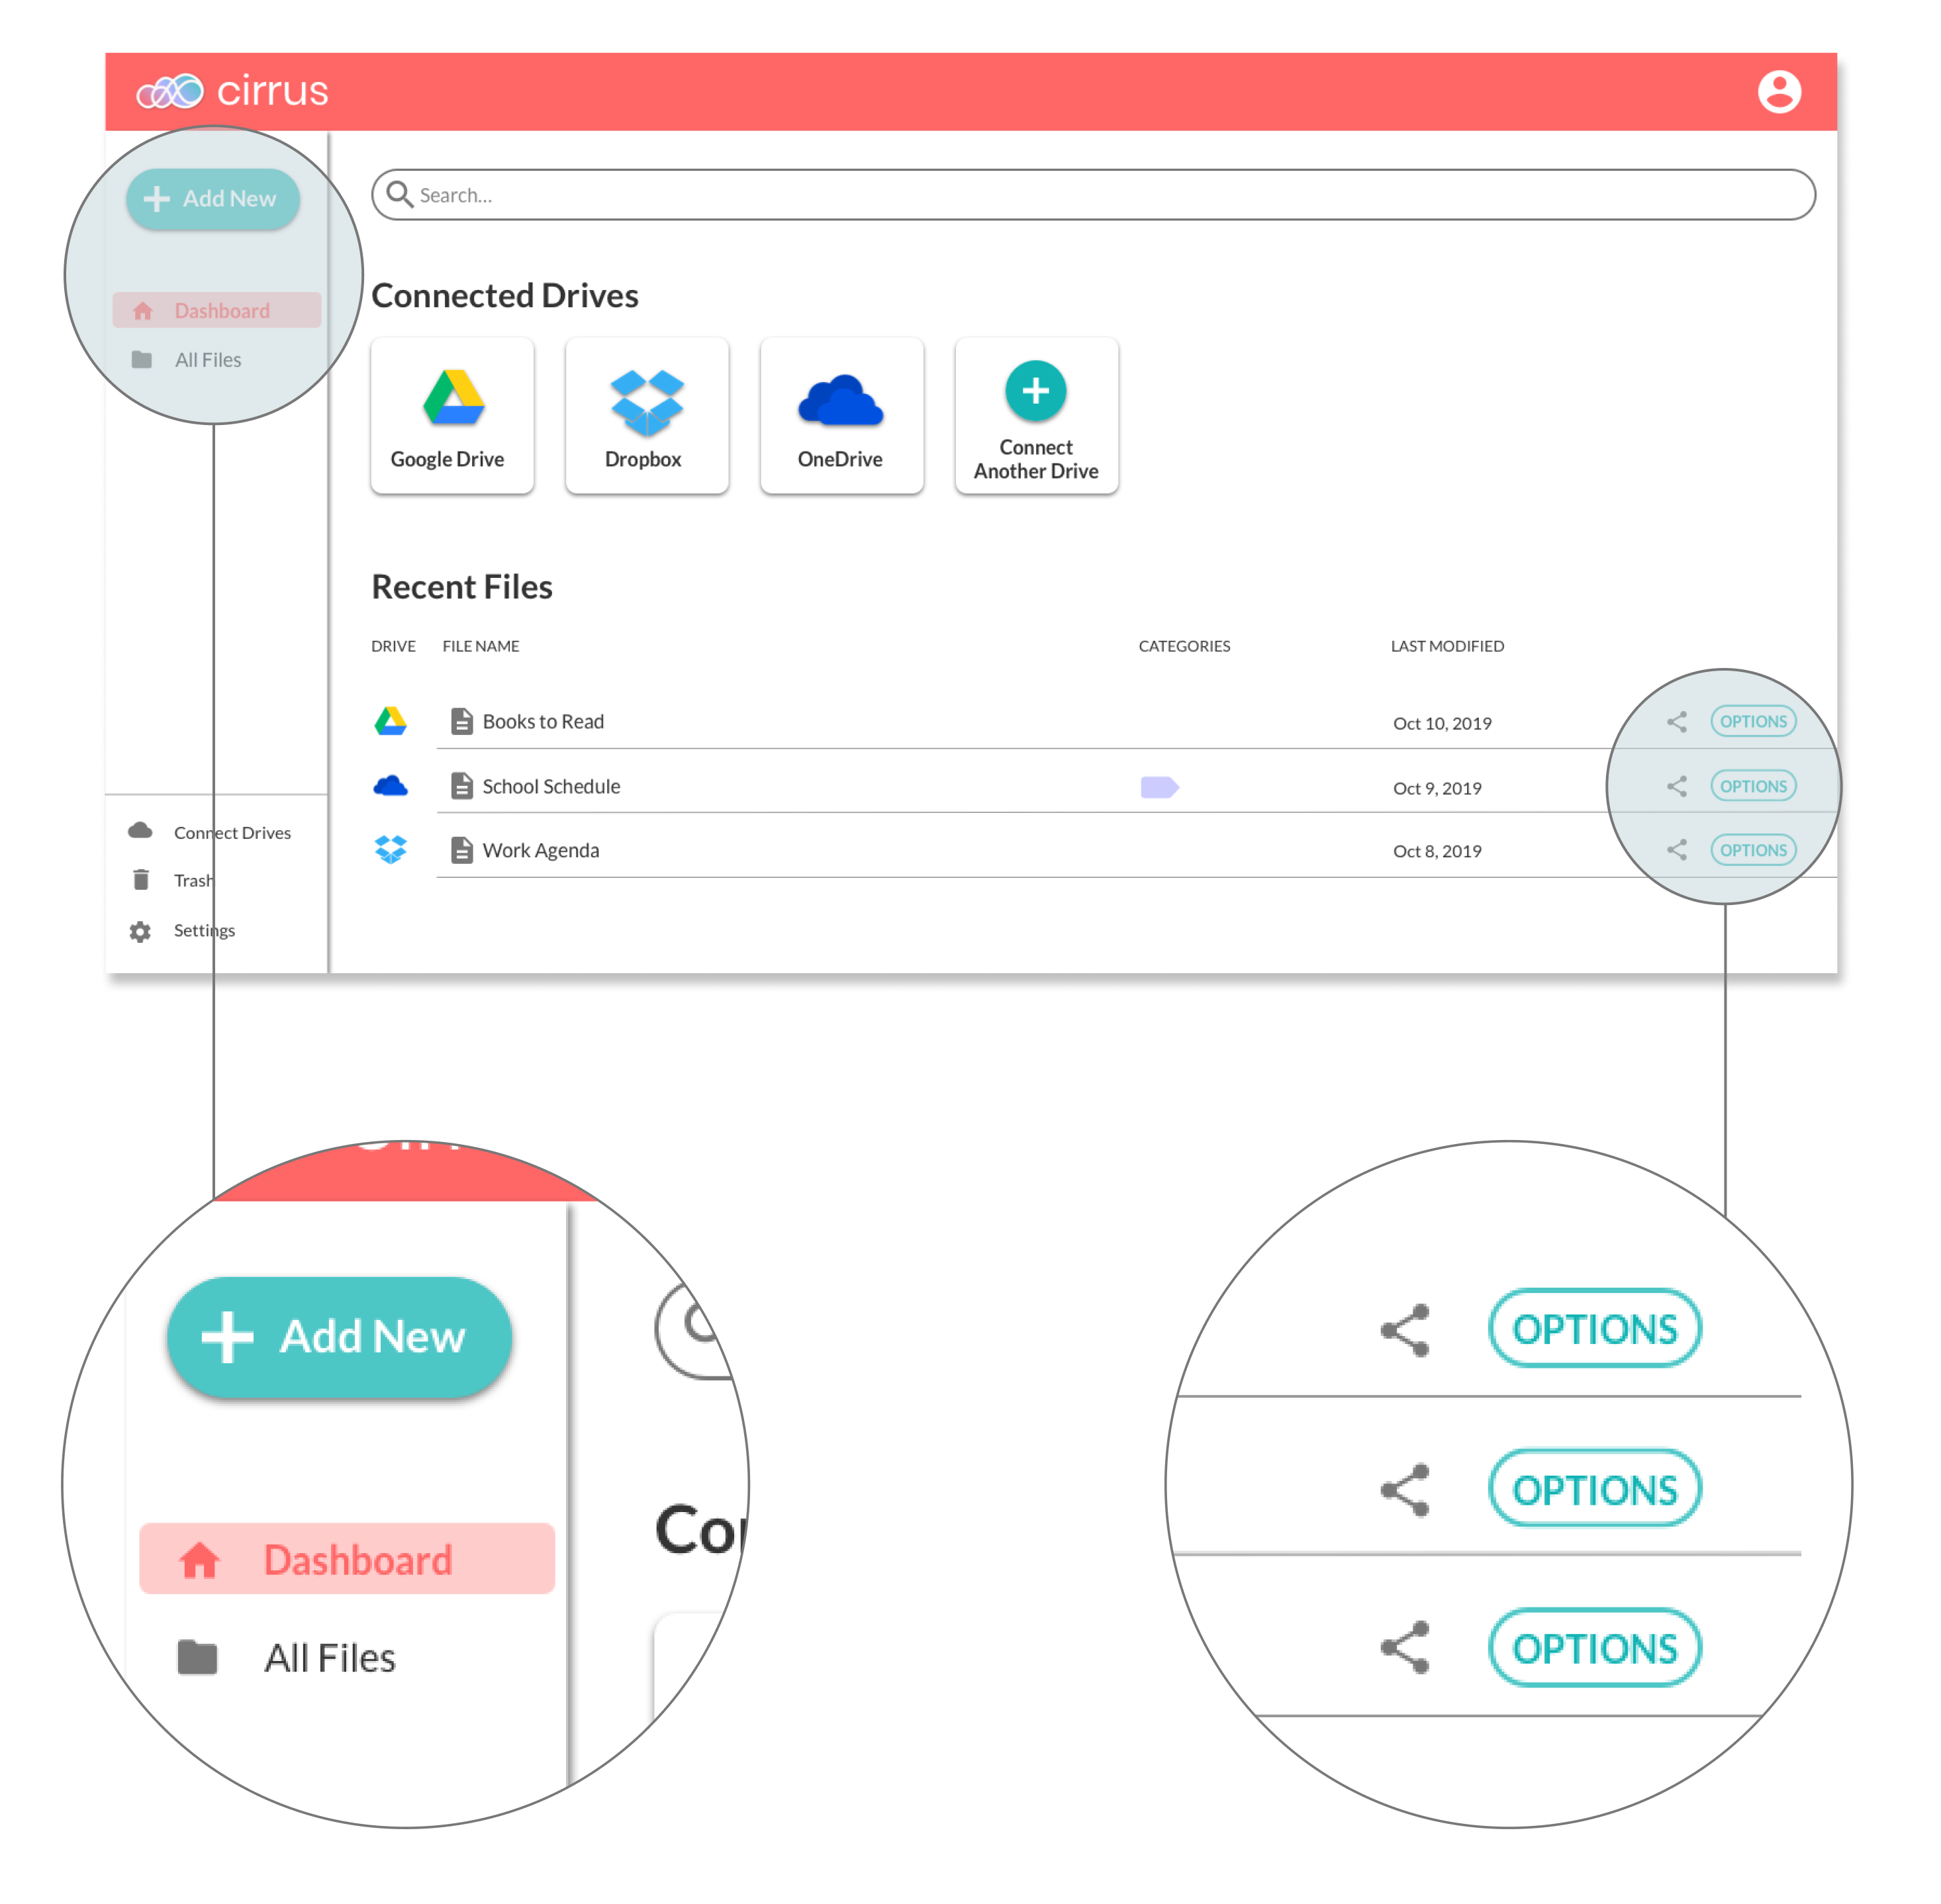 cirrus
Add New
Search...
Dashboard
All Files
Connected Drives
Google Drive
Dropbox
OneDrive
Connect
Another Drive
Recent Files
DRIVE FILE NAME CATEGORIES LAST MODIFIED
Books to Read Oct 10, 2019 OPTIONS
School Schedule Oct 9, 2019 OPTIONS
Work Agenda Oct 8, 2019 OPTIONS
Connect Drives
Trash
Settings
Add New
Dashboard
All Files
Co
OPTIONS
OPTIONS
OPTIONS